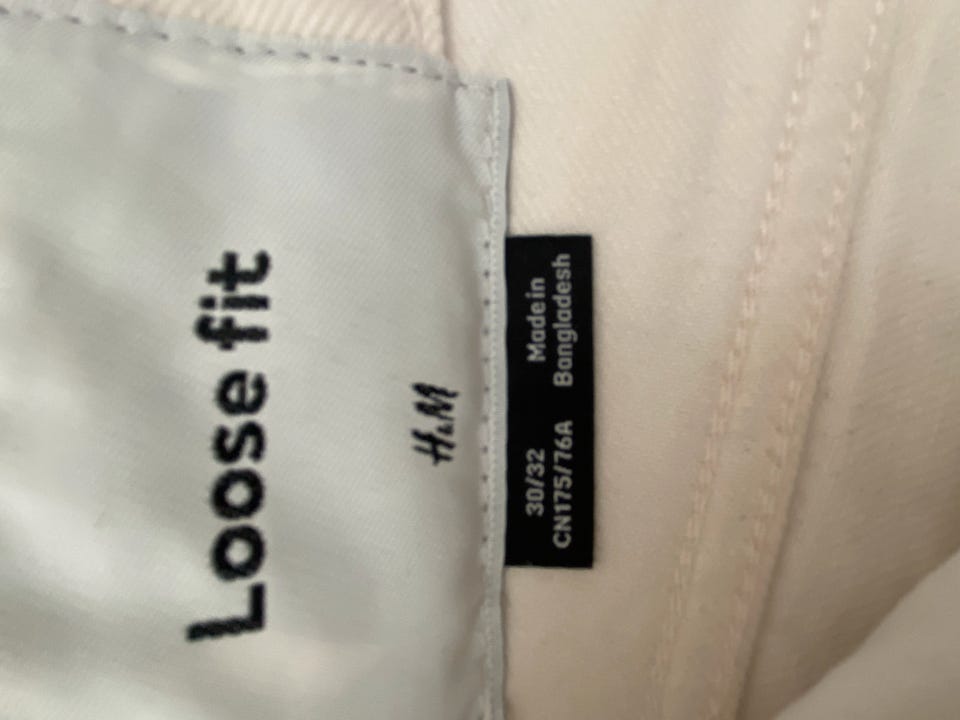 Loose fit
H&M
30/32
CN175/76A
Made in
Bangladesh